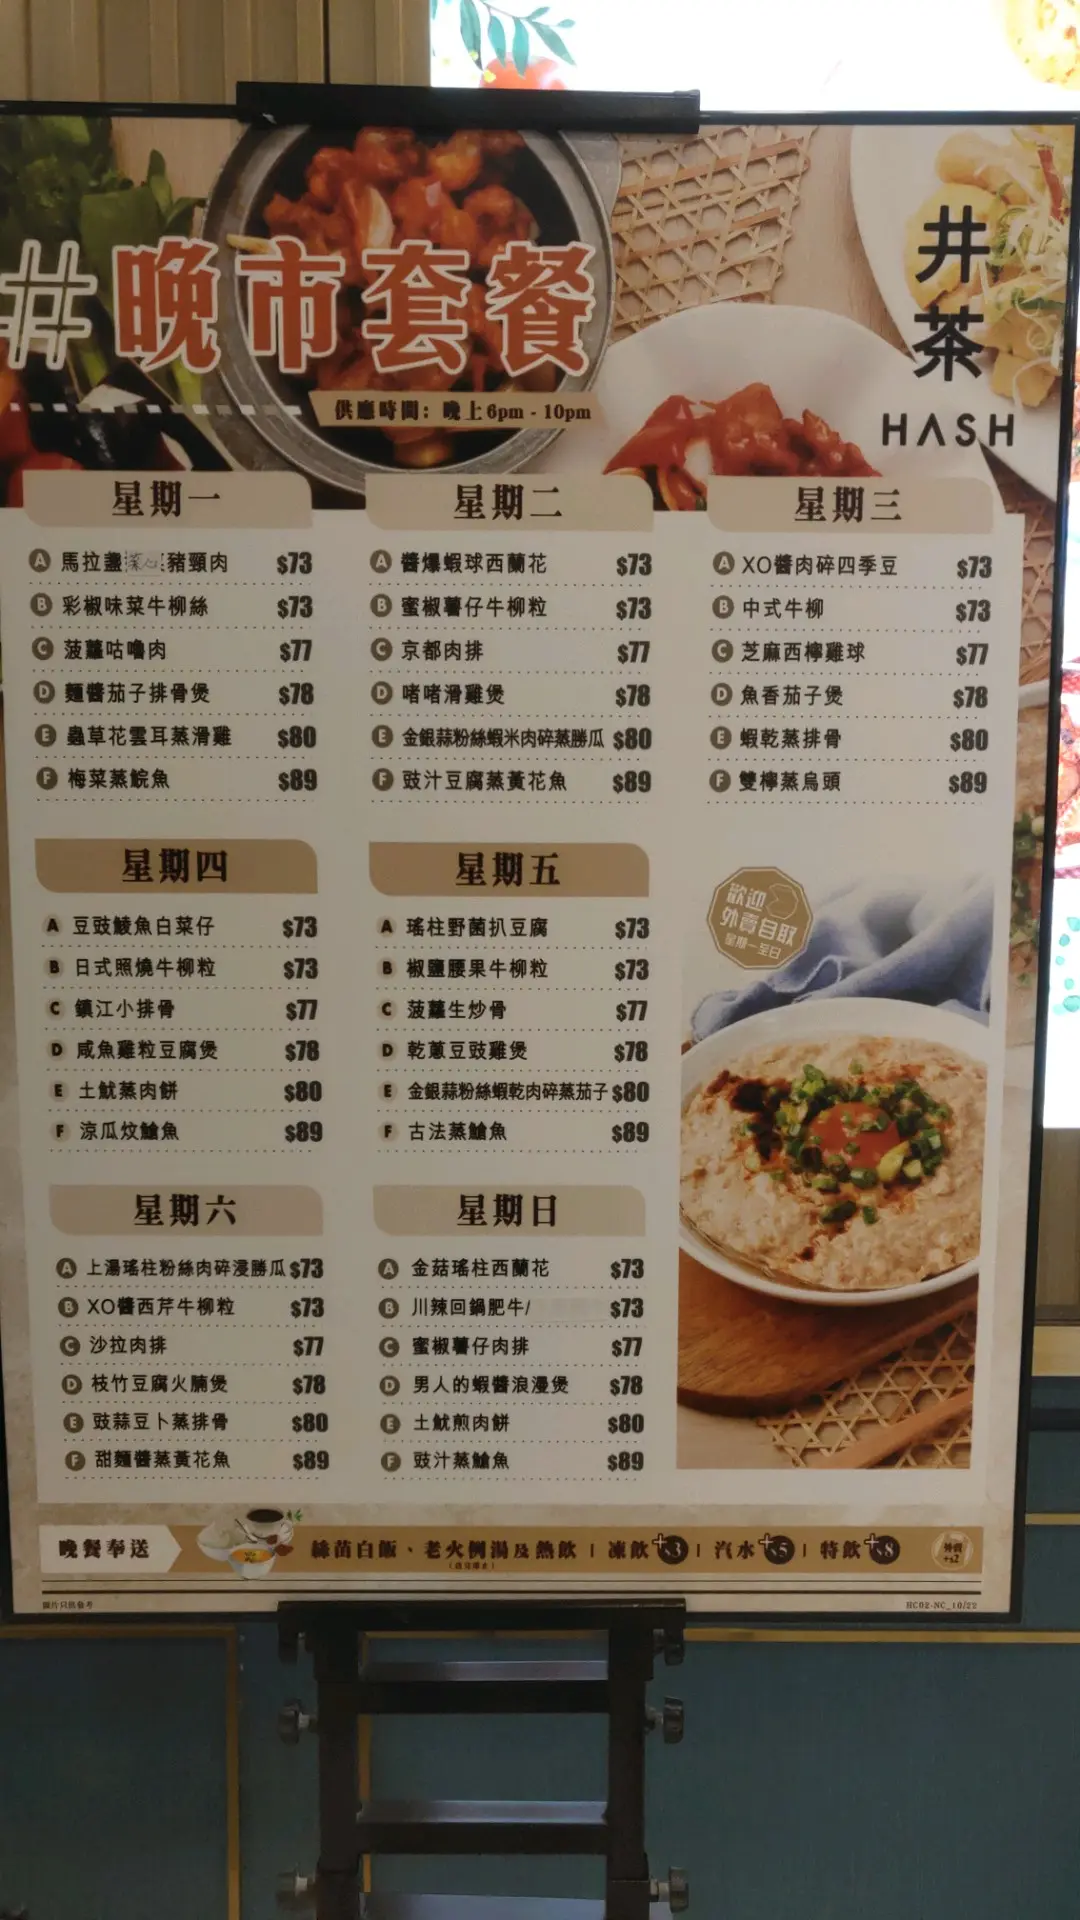 #晚市套餐
供應時間：晚上6pm - 10pm
井茶
HASH
星期一
A 馬拉盞 豬頸肉 $73
B 彩椒味菜牛柳絲 $73
C 菠蘿咕嚕肉 $77
D 麵醬茄子排骨煲 $78
E 蟲草花雲耳蒸滑雞 $80
F 梅菜蒸鯇魚 $89
星期二
A 醬爆蝦球西蘭花 $73
B 蜜椒薯仔牛柳粒 $73
C 京都肉排 $77
D 啫啫滑雞煲 $78
E 金銀蒜粉絲蝦米肉碎蒸勝瓜 $80
F 豉汁豆腐蒸黃花魚 $89
星期三
A XO醬肉碎四季豆 $73
B 中式牛柳 $73
C 芝麻西檸雞球 $77
D 魚香茄子煲 $78
E 蝦乾蒸排骨 $80
F 雙檸蒸烏頭 $89
星期四
A 豆豉鯪魚白菜仔 $73
B 日式照燒牛柳粒 $73
C 鎮江小排骨 $77
D 咸魚雞粒豆腐煲 $78
E 土魷蒸肉餅 $80
F 涼瓜炆鯧魚 $89
星期五
A 瑤柱野菌扒豆腐 $73
B 椒鹽腰果牛柳粒 $73
C 菠蘿生炒骨 $77
D 乾蔥豆豉雞煲 $78
E 金銀蒜粉絲蝦乾肉碎蒸茄子 $80
F 古法蒸鯧魚 $89
歡迎
外賣自取
星期一至日
星期六
A 上湯瑤柱粉絲肉碎浸勝瓜 $73
B XO醬西芹牛柳粒 $73
C 沙拉肉排 $77
D 枝竹豆腐火腩煲 $78
E 豉蒜豆卜蒸排骨 $80
F 甜麵醬蒸黃花魚 $89
星期日
A 金菇瑤柱西蘭花 $73
B 川辣回鍋肥牛/ $73
C 蜜椒薯仔肉排 $77
D 男人的蝦醬浪漫煲 $78
E 土魷煎肉餅 $80
F 豉汁蒸鯧魚 $89
晚餐奉送 絲苗白飯、老火例湯及熱飲 | 凍飲+$3 | 汽水+$5 | 特飲+$8
外賣
+$2
圖片只供參考
HC02-NC_10/22